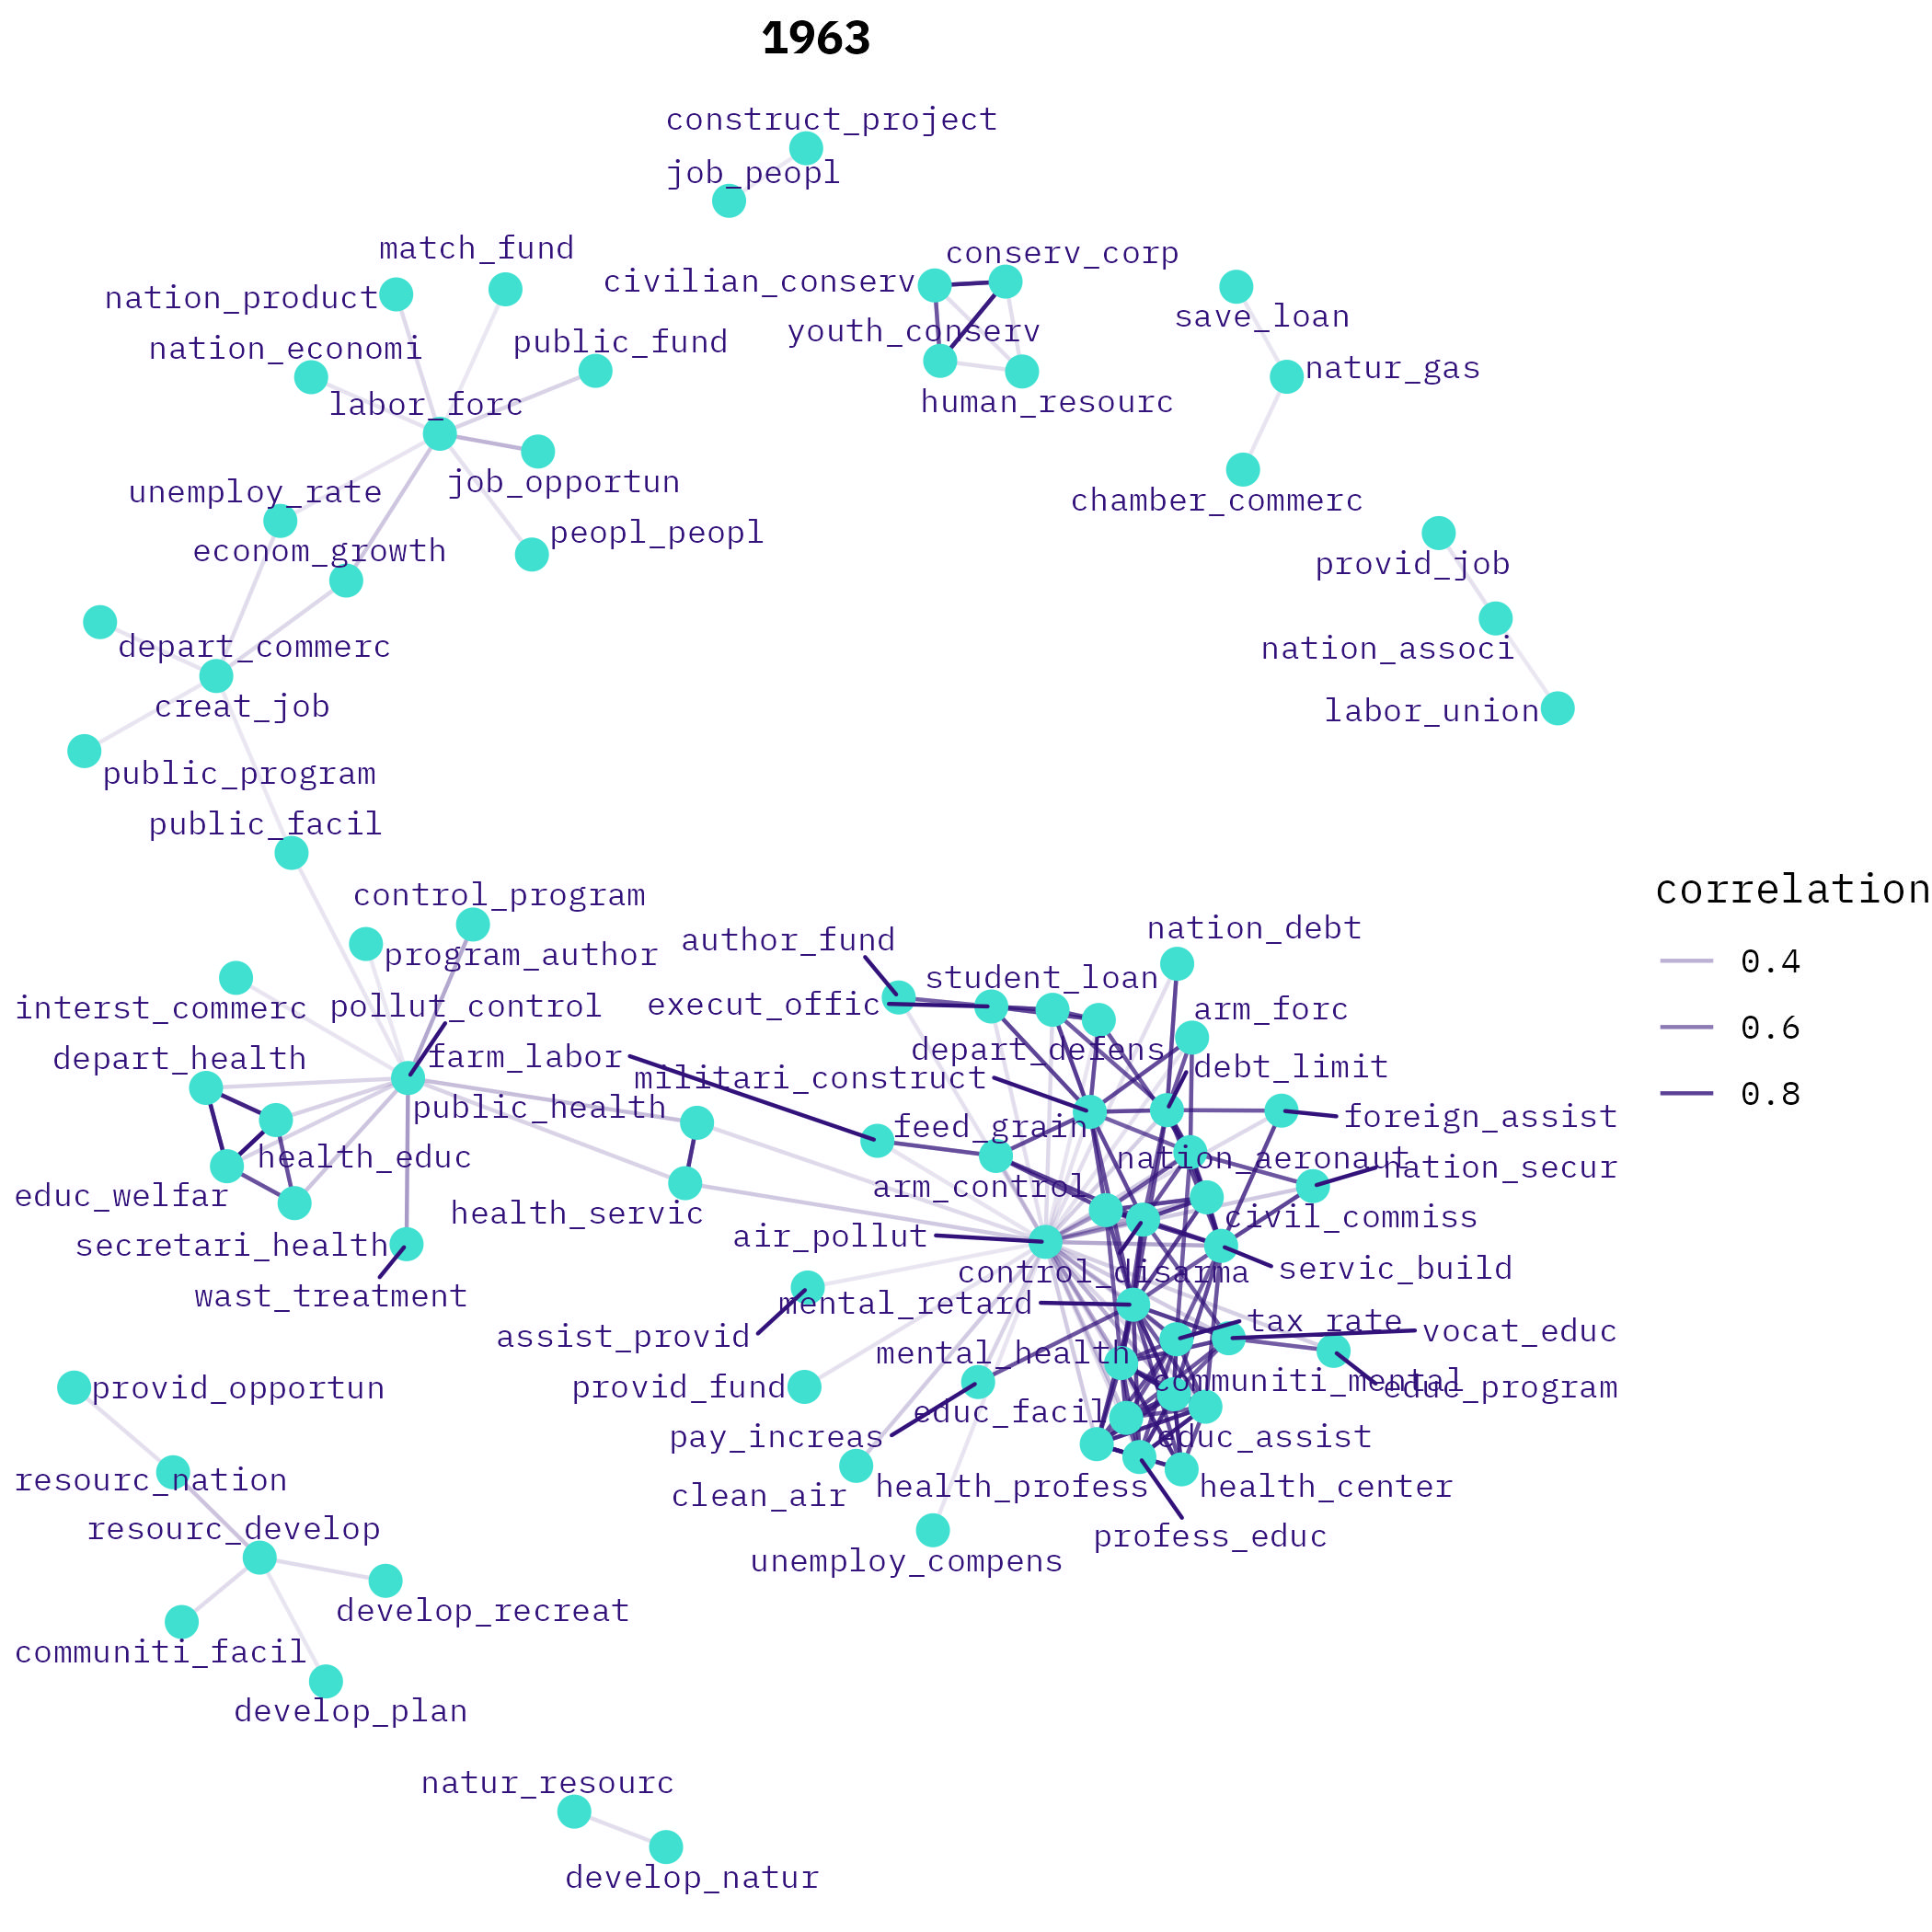 1963
construct_project
job_peopl
match_fund
conserv_corp
civilian_conserv
nation_product
save_loan
youth_conserv
public_fund
nation_economi
natur_gas
human_resourc
labor_forc
job_opportun
unemploy_rate
chamber_commerc
peopl_peopl
econom_growth
provid_job
depart_commerc
nation_associ
creat_job
labor_union
public_program
public_facil
correlation
control_program
nation_debt
author_fund
program_author
0.4
student_loan
execut_offic
pollut_control
interst_commerc
arm_forc
0.6
depart_defens
farm_labor
depart_health
debt_limit
militari_construct
0.8
public_health
foreign_assist
feed_grain
health_educ
nation_aeronaut
nation_secur
arm_control
educ_welfar
health_servic
civil_commiss
air_pollut
secretari_health
servic_build
control_disarma
wast_treatment
mental_retard
tax_rate
vocat_educ
assist_provid
mental_health
communiti_mental
educ_program
provid_opportun
provid_fund
educ_facil
pay_increas
educ_assist
resourc_nation
health_profess
health_center
clean_air
resourc_develop
profess_educ
unemploy_compens
develop_recreat
communiti_facil
develop_plan
natur_resourc
develop_natur